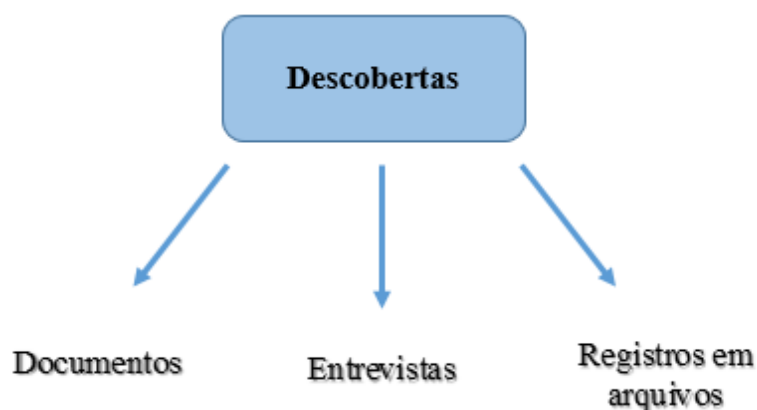 Descobertas
Documentos
Entrevistas
Registros em
arquivos